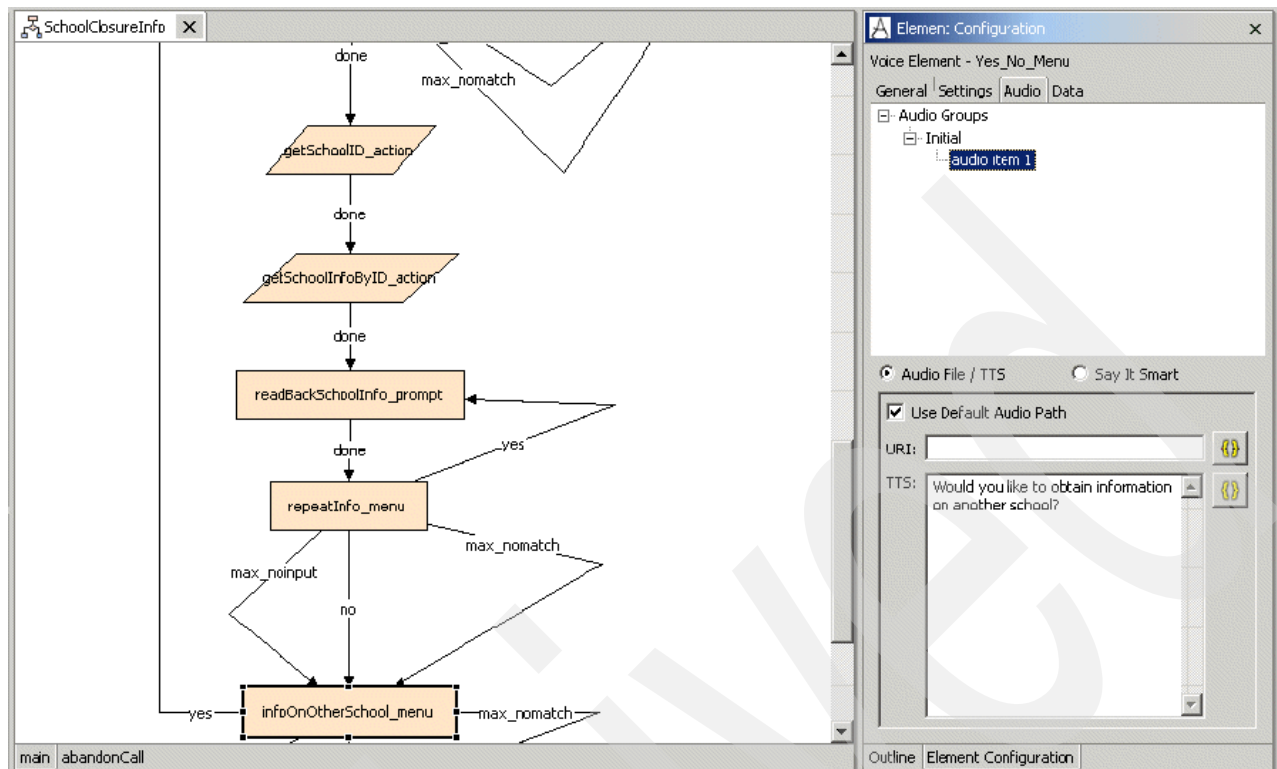 SchoolClosureInfo
done
max_nomatch
getSchoolID_action
done
getSchoolInfoByID_action
done
readBackSchoolInfo_prompt
done
yes
repeatInfo_menu
max_nomatch
max_noinput
no
yes
infoOnOtherSchool_menu
max_nomatch
main abandonCall
Elemen: Configuration
Voice Element - Yes_No_Menu
General Settings Audio Data
Audio Groups
Initial
audio item 1
Audio File / TTS Say It Smart
Use Default Audio Path
URI:
TTS: Would you like to obtain information
on another school?
Outline Element Configuration